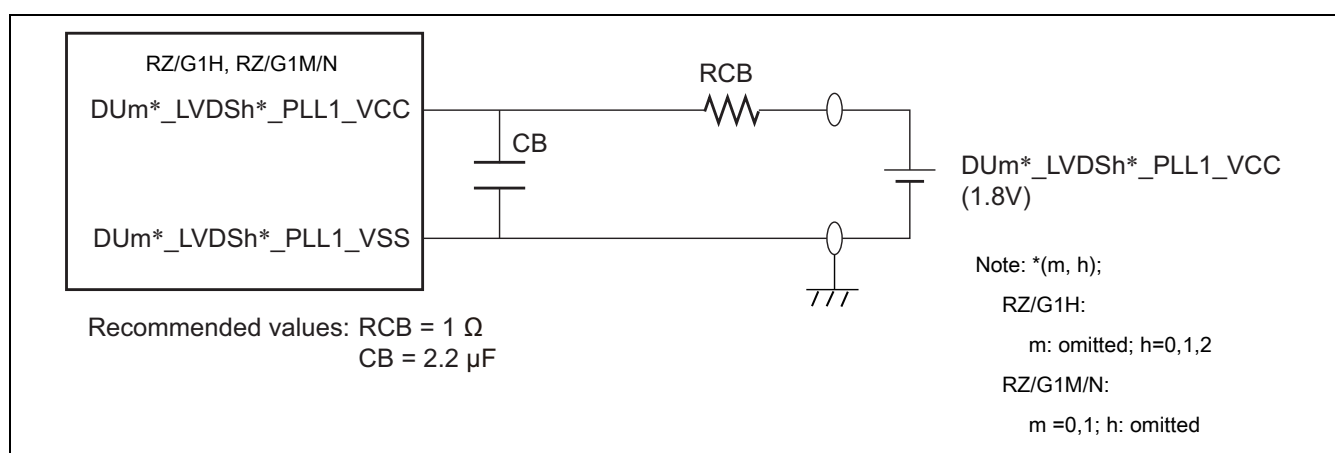 RZ/G1H, RZ/G1M/N
DUm*_LVDSh*_PLL1_VCC
RCB
CB
DUm*_LVDSh*_PLL1_VCC
(1.8V)
DUm*_LVDSh*_PLL1_VSS
Note: *(m, h);
RZ/G1H:
m: omitted; h=0,1,2
RZ/G1M/N:
m =0,1; h: omitted
Recommended values: RCB = 1 Ω
CB = 2.2 µF